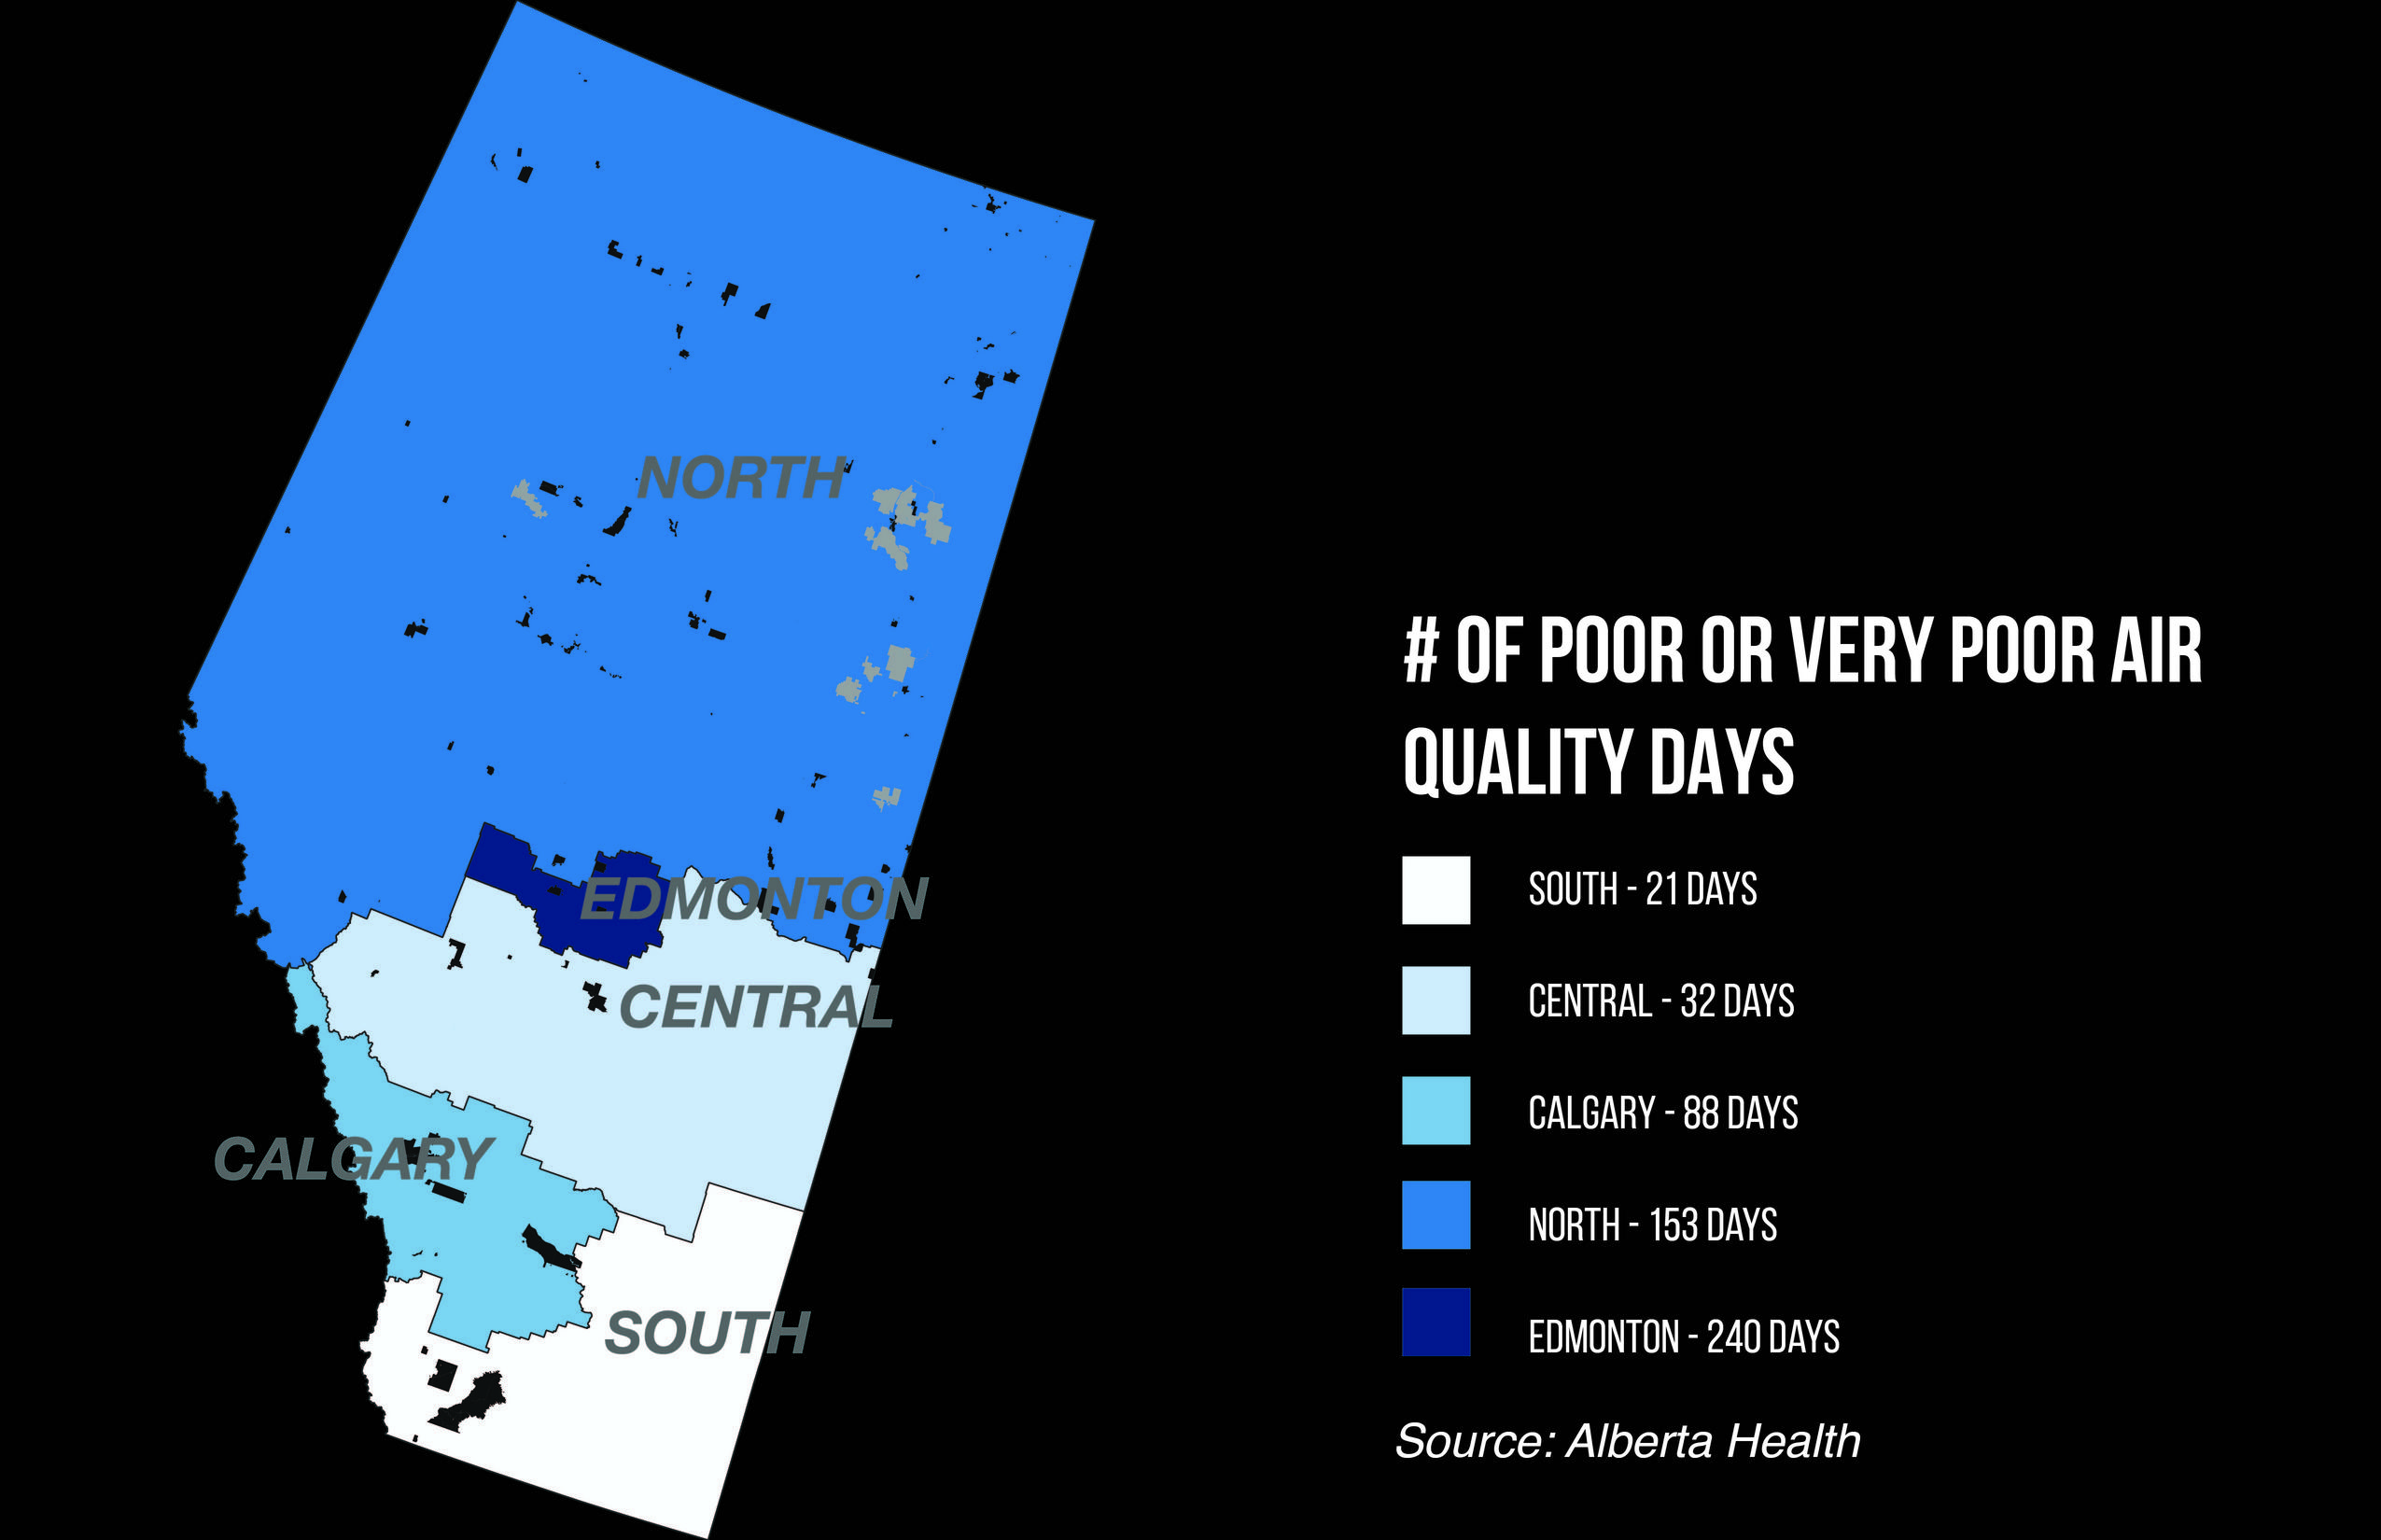 NORTH
EDMONTON
CENTRAL
CALGARY
SOUTH
# OF POOR OR VERY POOR AIR
QUALITY DAYS
SOUTH - 21 DAYS
CENTRAL - 32 DAYS
CALGARY - 88 DAYS
NORTH - 153 DAYS
EDMONTON - 240 DAYS
Source: Alberta Health